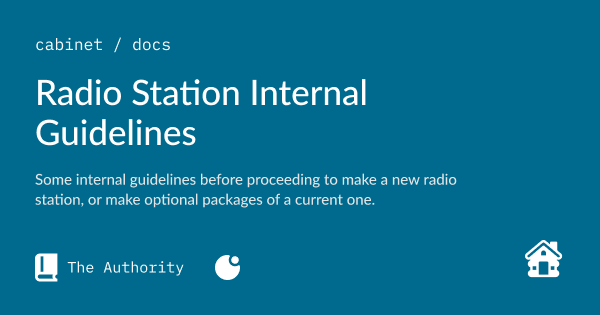 cabinet / docs
Radio Station Internal
Guidelines
Some internal guidelines before proceeding to make a new radio
station, or make optional packages of a current one.
The Authority